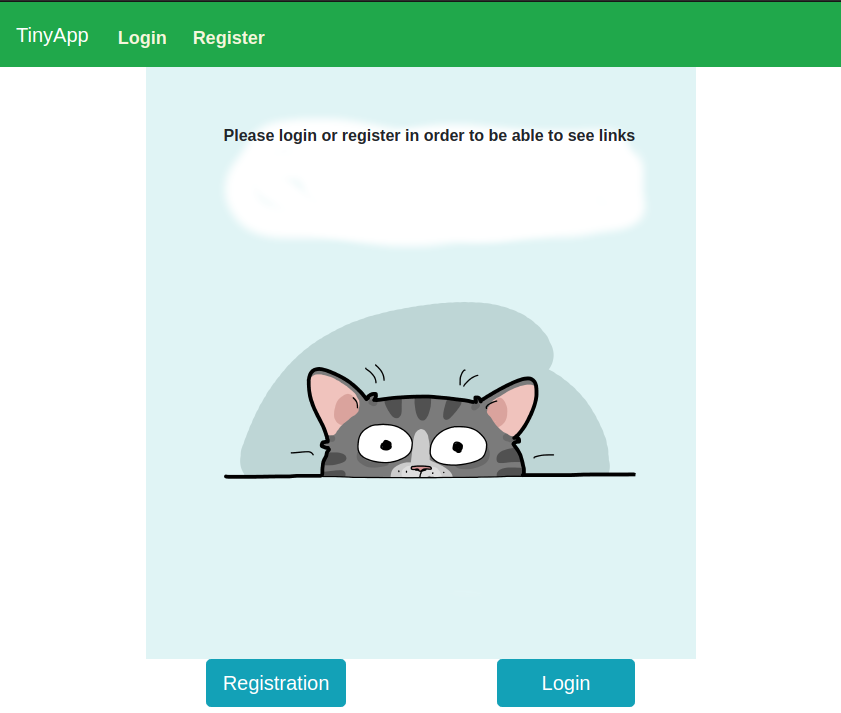 TinyApp Login Register
Please login or register in order to be able to see links
Registration Login